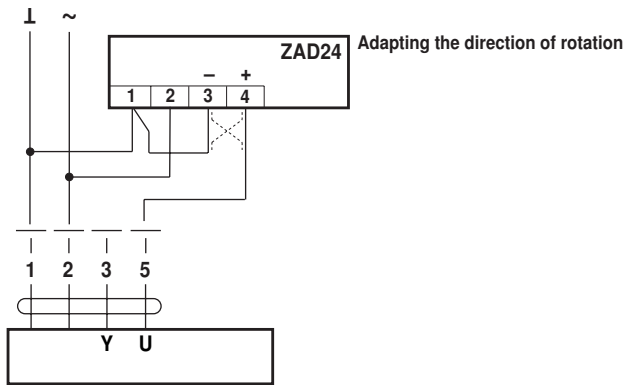 ⊥ ~
ZAD24
Adapting the direction of rotation
– +
1 2 3 4
1 2 3 5
Y U